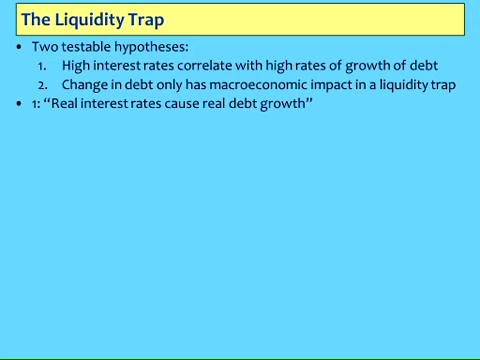 The Liquidity Trap
• Two testable hypotheses:
1. High interest rates correlate with high rates of growth of debt
2. Change in debt only has macroeconomic impact in a liquidity trap
• 1: “Real interest rates cause real debt growth”